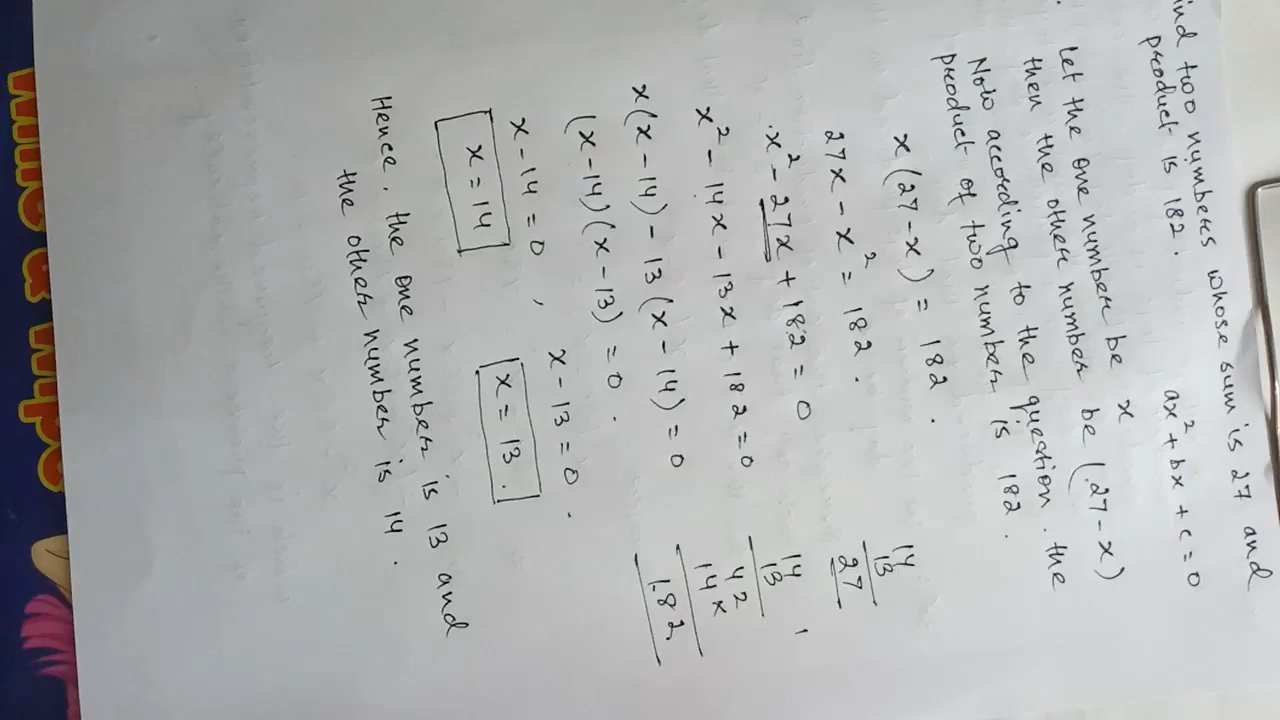 ind two numbers whose sum is 27 and
product is 182.
ax² + bx + c = 0
Let the one number be x
then the other number be (27 - x)
Now according to the question. the
product of two number is 182.
x(27 - x) = 182.
27x - x² = 182.
x² - 27x + 182 = 0
x² - 14x - 13x + 182 = 0
x(x - 14) - 13(x - 14) = 0
(x - 14)(x - 13) = 0.
x - 14 = 0 , x - 13 = 0.
x = 14
x = 13.
Hence, the one number is 13 and
the other number is 14.
14
13
27
14
13
42
14x
182